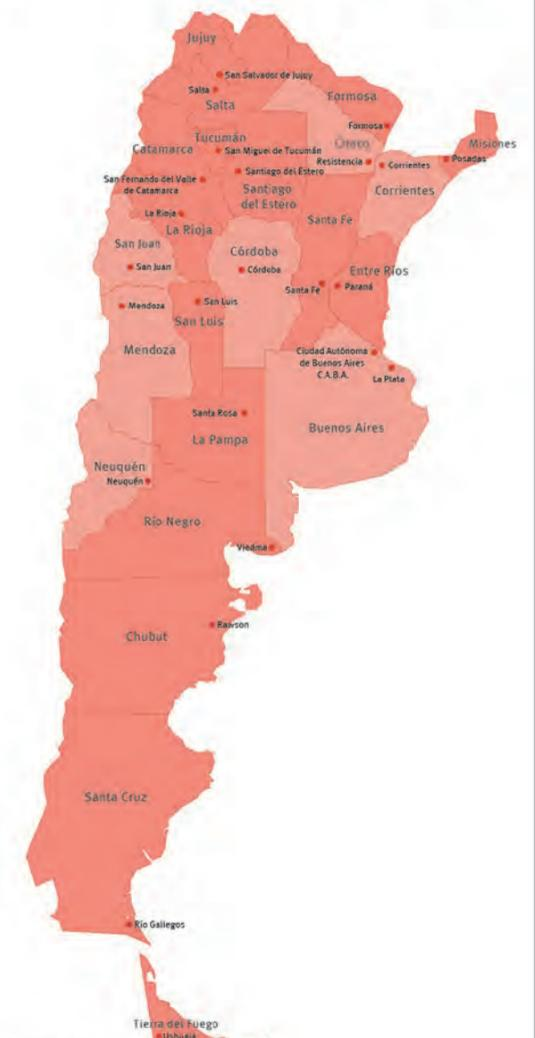 Jujuy
San Salvador de Jujuy
Salta
Salta
Formosa
Formosa
Tucumán
Catamarca
San Miguel de Tucumán
Chaco
Misiones
Resistencia
Corrientes
Posadas
Santiago del Estero
San Fernando del Valle
de Catamarca
Santiago
del Estero
Corrientes
La Rioja
La Rioja
Santa Fe
San Juan
Córdoba
San Juan
Córdoba
Entre Ríos
Santa Fe
Paraná
Mendoza
San Luis
San Luis
Mendoza
Ciudad Autónoma
de Buenos Aires
C.A.B.A.
La Plata
Santa Rosa
La Pampa
Buenos Aires
Neuquén
Neuquén
Río Negro
Viedma
Rawson
Chubut
Santa Cruz
Río Gallegos
Tierra del Fuego
Ushuaia